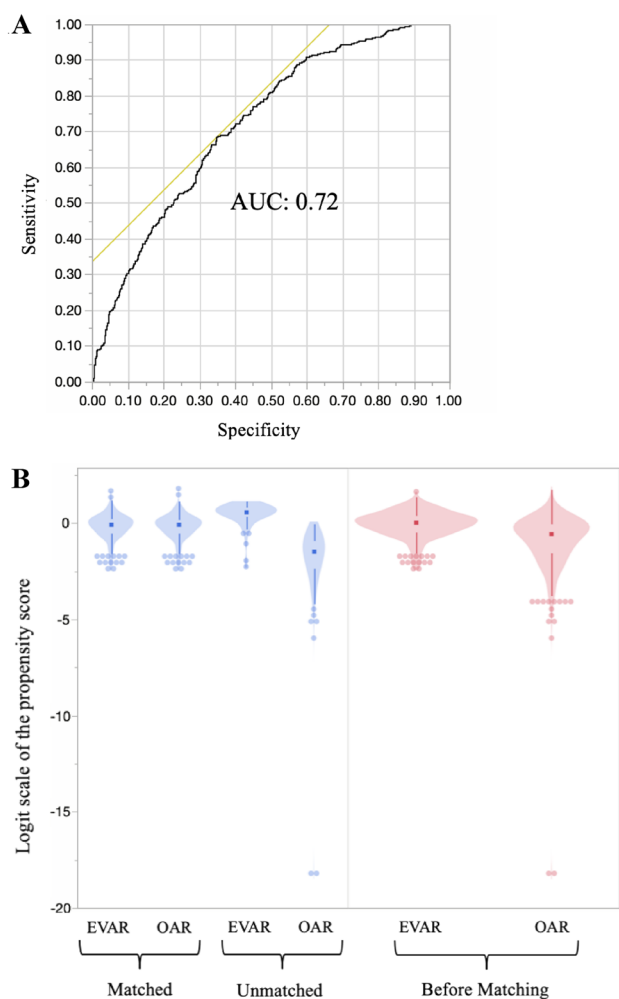 A
1.00
0.90
0.80
0.70
0.60
0.50
0.40
0.30
0.20
0.10
0.00
Sensitivity
AUC: 0.72
0.00 0.10 0.20 0.30 0.40 0.50 0.60 0.70 0.80 0.90 1.00
Specificity
B
0
-5
-10
-15
-20
Logit scale of the propensity score
EVAR OAR EVAR OAR EVAR OAR
Matched Unmatched Before Matching